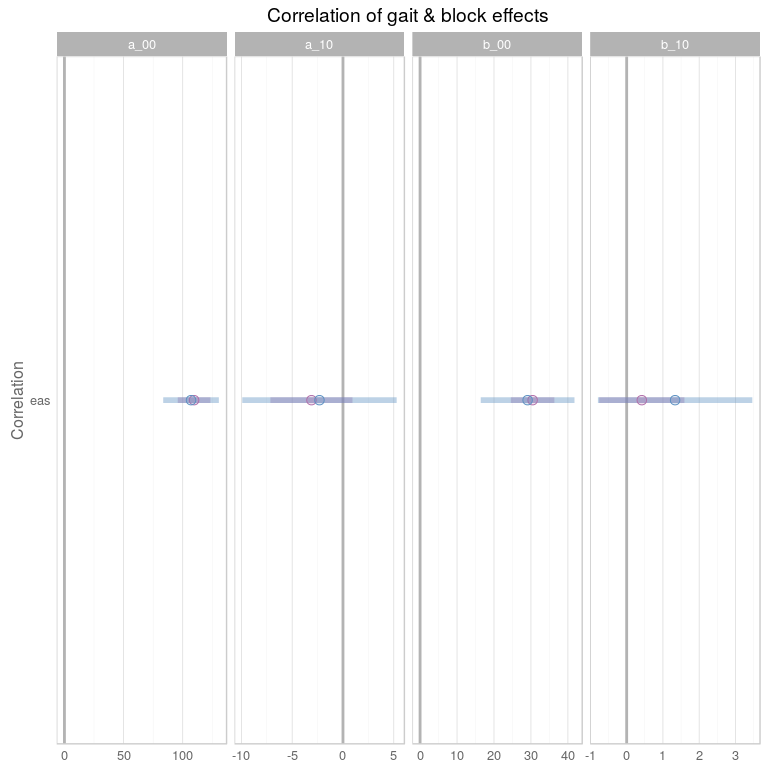 Correlation of gait & block effects
a_00 a_10 b_00 b_10
Correlation
eas
0 50 100 -10 -5 0 5 0 10 20 30 40 -1 0 1 2 3